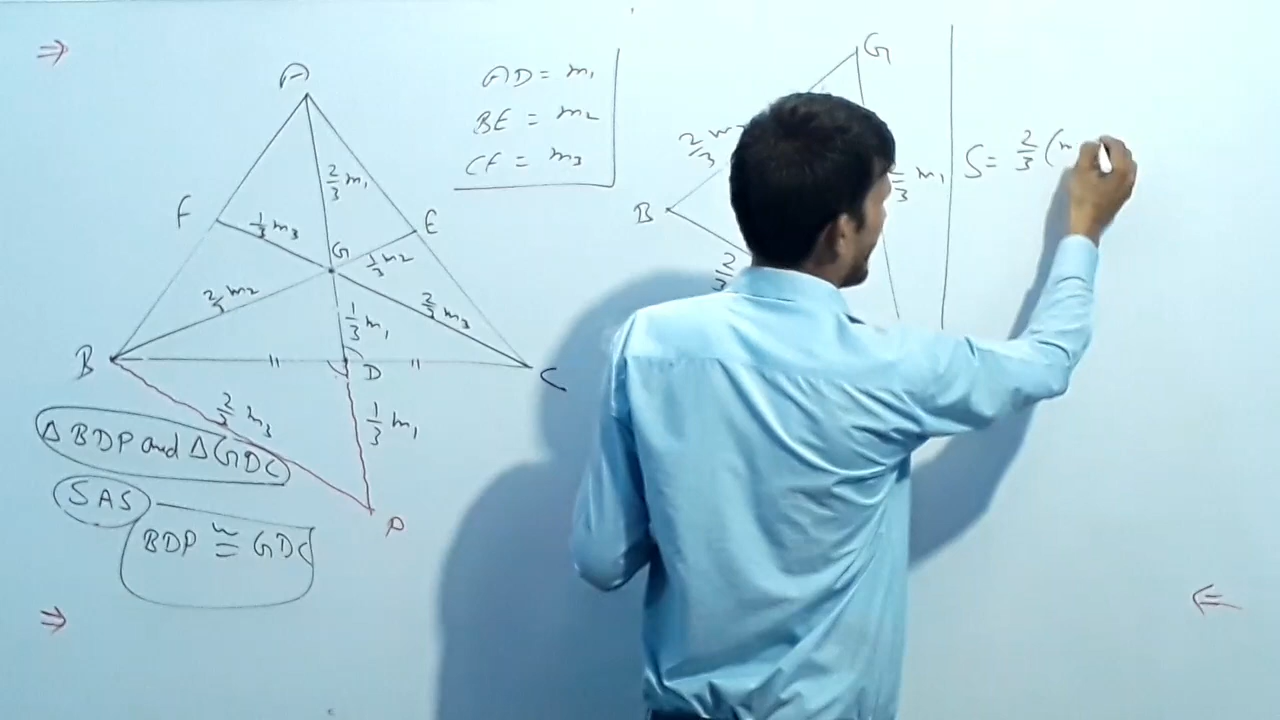 ⇒
A
F
E
G
B
D
C
P
2/3 m₁
1/3 m₃
1/3 m₂
2/3 m₂
2/3 m₃
1/3 m₁
2/3 m₃
1/3 m₁
AD = m₁
BE = m₂
CF = m₃
Δ BDP and Δ GDC
SAS
BDP ≅ GDC
⇒
G
B
2/3 m
2/3 m₁
2/3
S = 2/3 (m
⇐